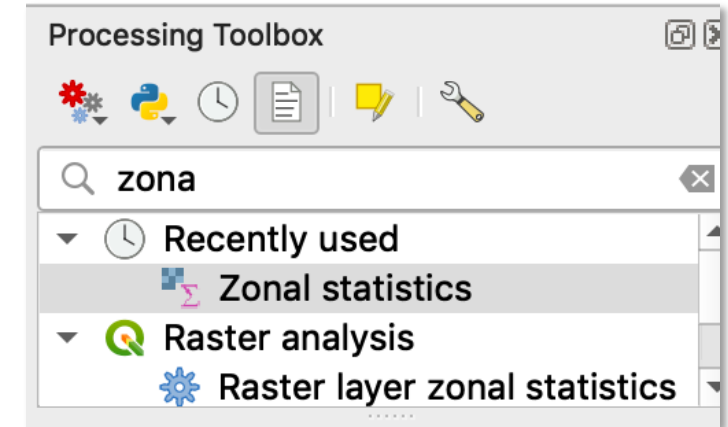 Processing Toolbox
zona
Recently used
Zonal statistics
Raster analysis
Raster layer zonal statistics